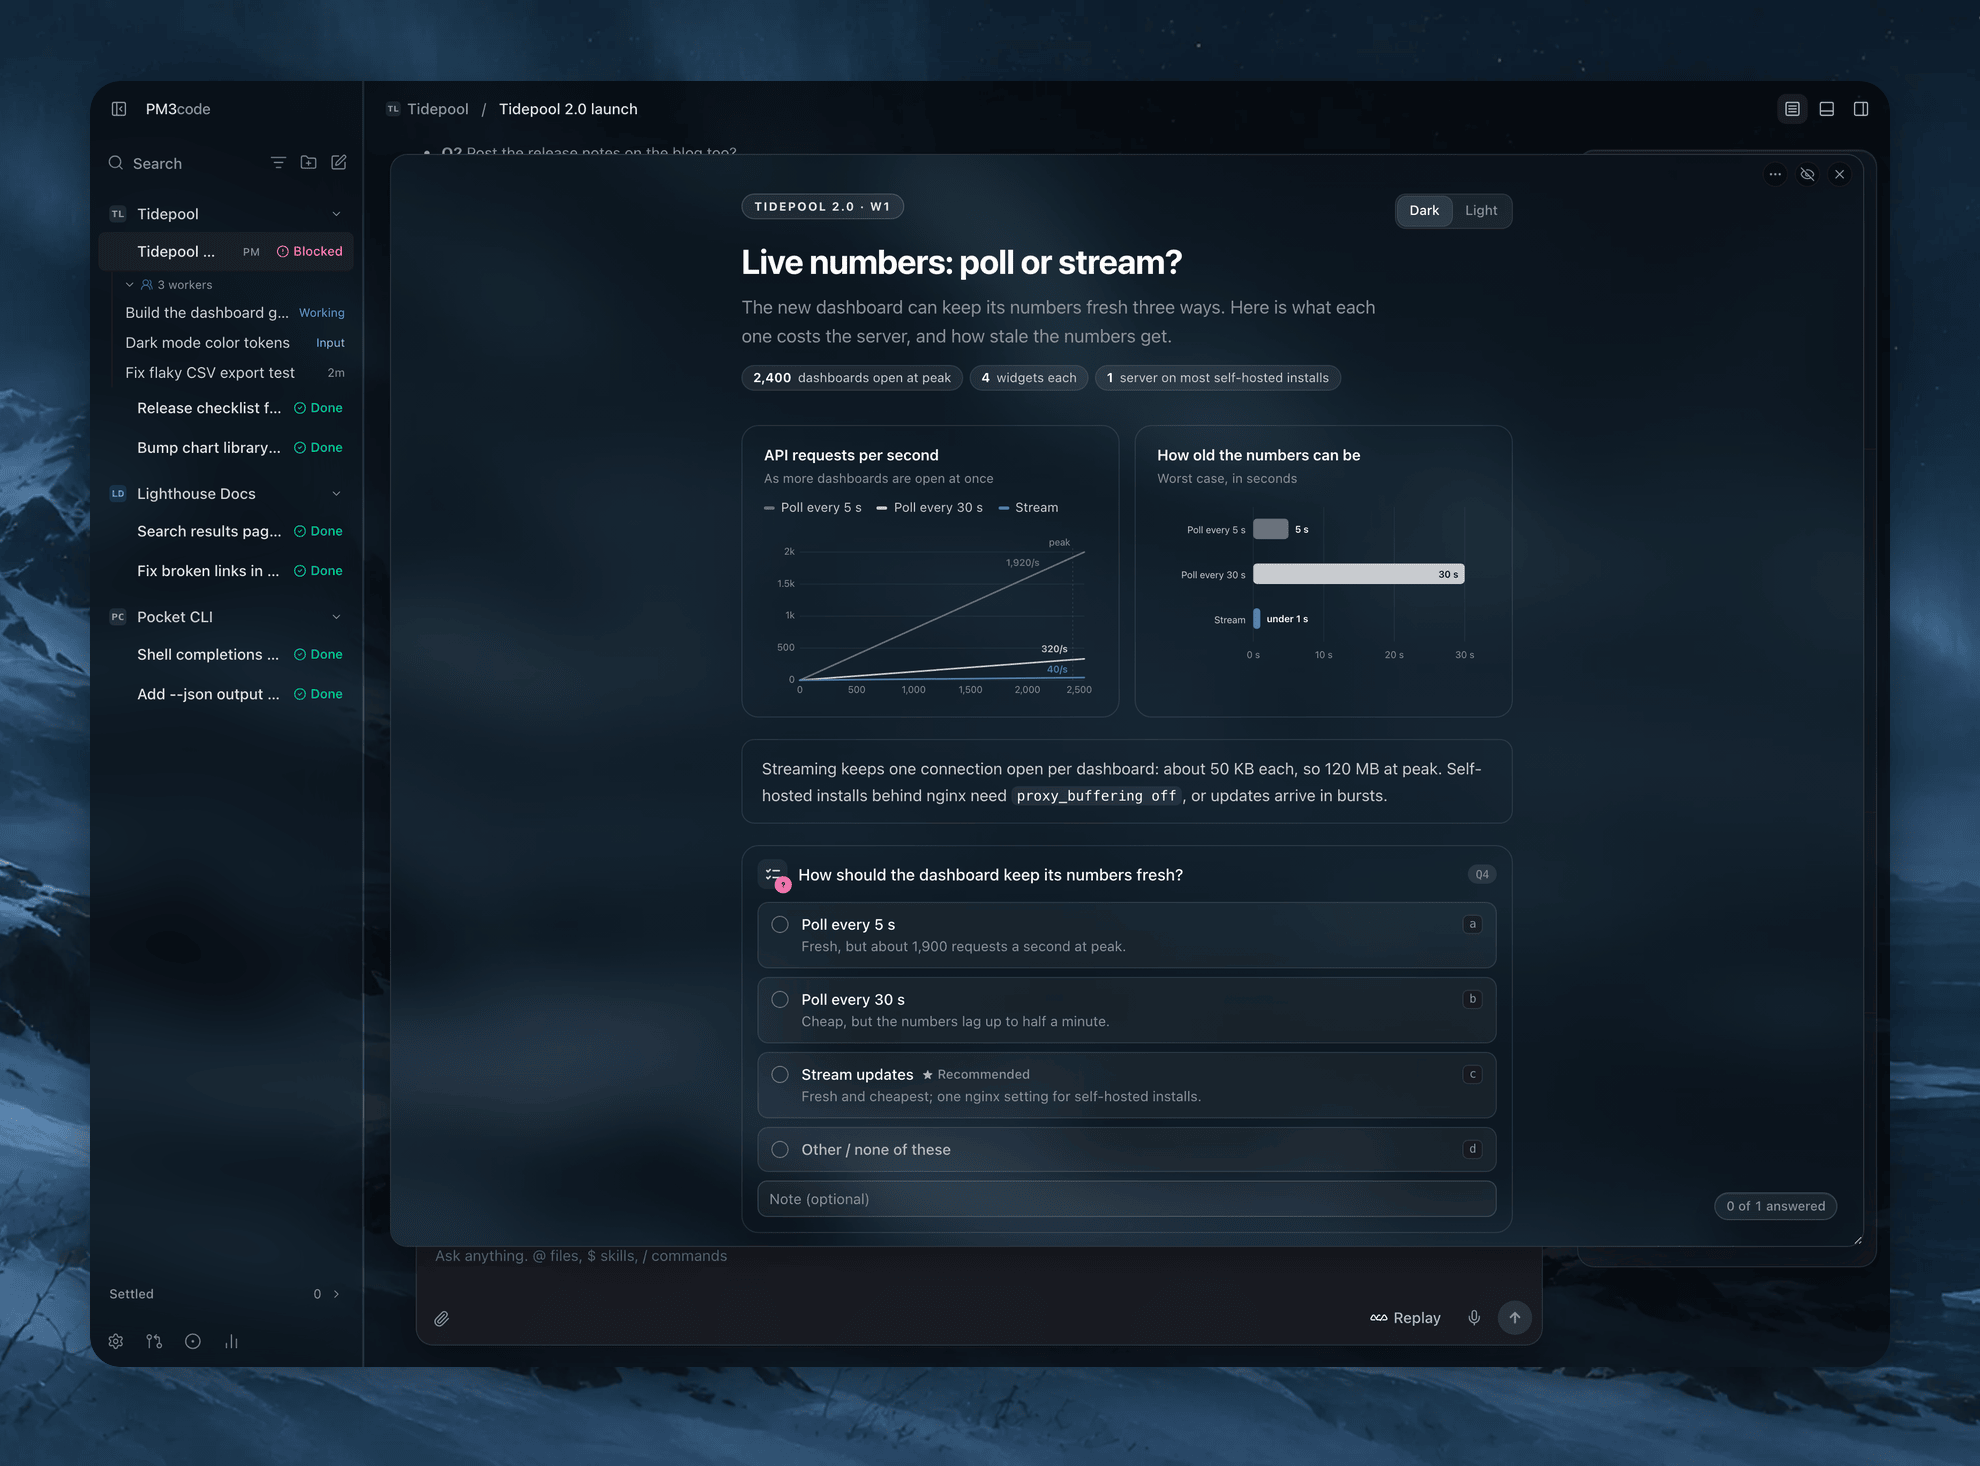 PM3code
Search
TL Tidepool
Tidepool ... PM Blocked
3 workers
Build the dashboard g... Working
Dark mode color tokens Input
Fix flaky CSV export test 2m
Release checklist f... Done
Bump chart library... Done
LD Lighthouse Docs
Search results pag... Done
Fix broken links in ... Done
PC Pocket CLI
Shell completions ... Done
Add --json output ... Done
Settled 0
TL Tidepool / Tidepool 2.0 launch
Q2 Post the release notes on the blog too?
TIDEPOOL 2.0 · W1
Dark Light
Live numbers: poll or stream?
The new dashboard can keep its numbers fresh three ways. Here is what each
one costs the server, and how stale the numbers get.
2,400 dashboards open at peak 4 widgets each 1 server on most self-hosted installs
API requests per second
As more dashboards are open at once
Poll every 5 s Poll every 30 s Stream
peak
2k
1,920/s
1.5k
1k
500
320/s
40/s
0
0 500 1,000 1,500 2,000 2,500
How old the numbers can be
Worst case, in seconds
Poll every 5 s 5 s
Poll every 30 s 30 s
Stream under 1 s
0 s 10 s 20 s 30 s
Streaming keeps one connection open per dashboard: about 50 KB each, so 120 MB at peak. Self-
hosted installs behind nginx need proxy_buffering off, or updates arrive in bursts.
? How should the dashboard keep its numbers fresh? Q4
Poll every 5 s a
Fresh, but about 1,900 requests a second at peak.
Poll every 30 s b
Cheap, but the numbers lag up to half a minute.
Stream updates ★ Recommended c
Fresh and cheapest; one nginx setting for self-hosted installs.
Other / none of these d
Note (optional)
0 of 1 answered
Ask anything. @ files, $ skills, / commands
Replay